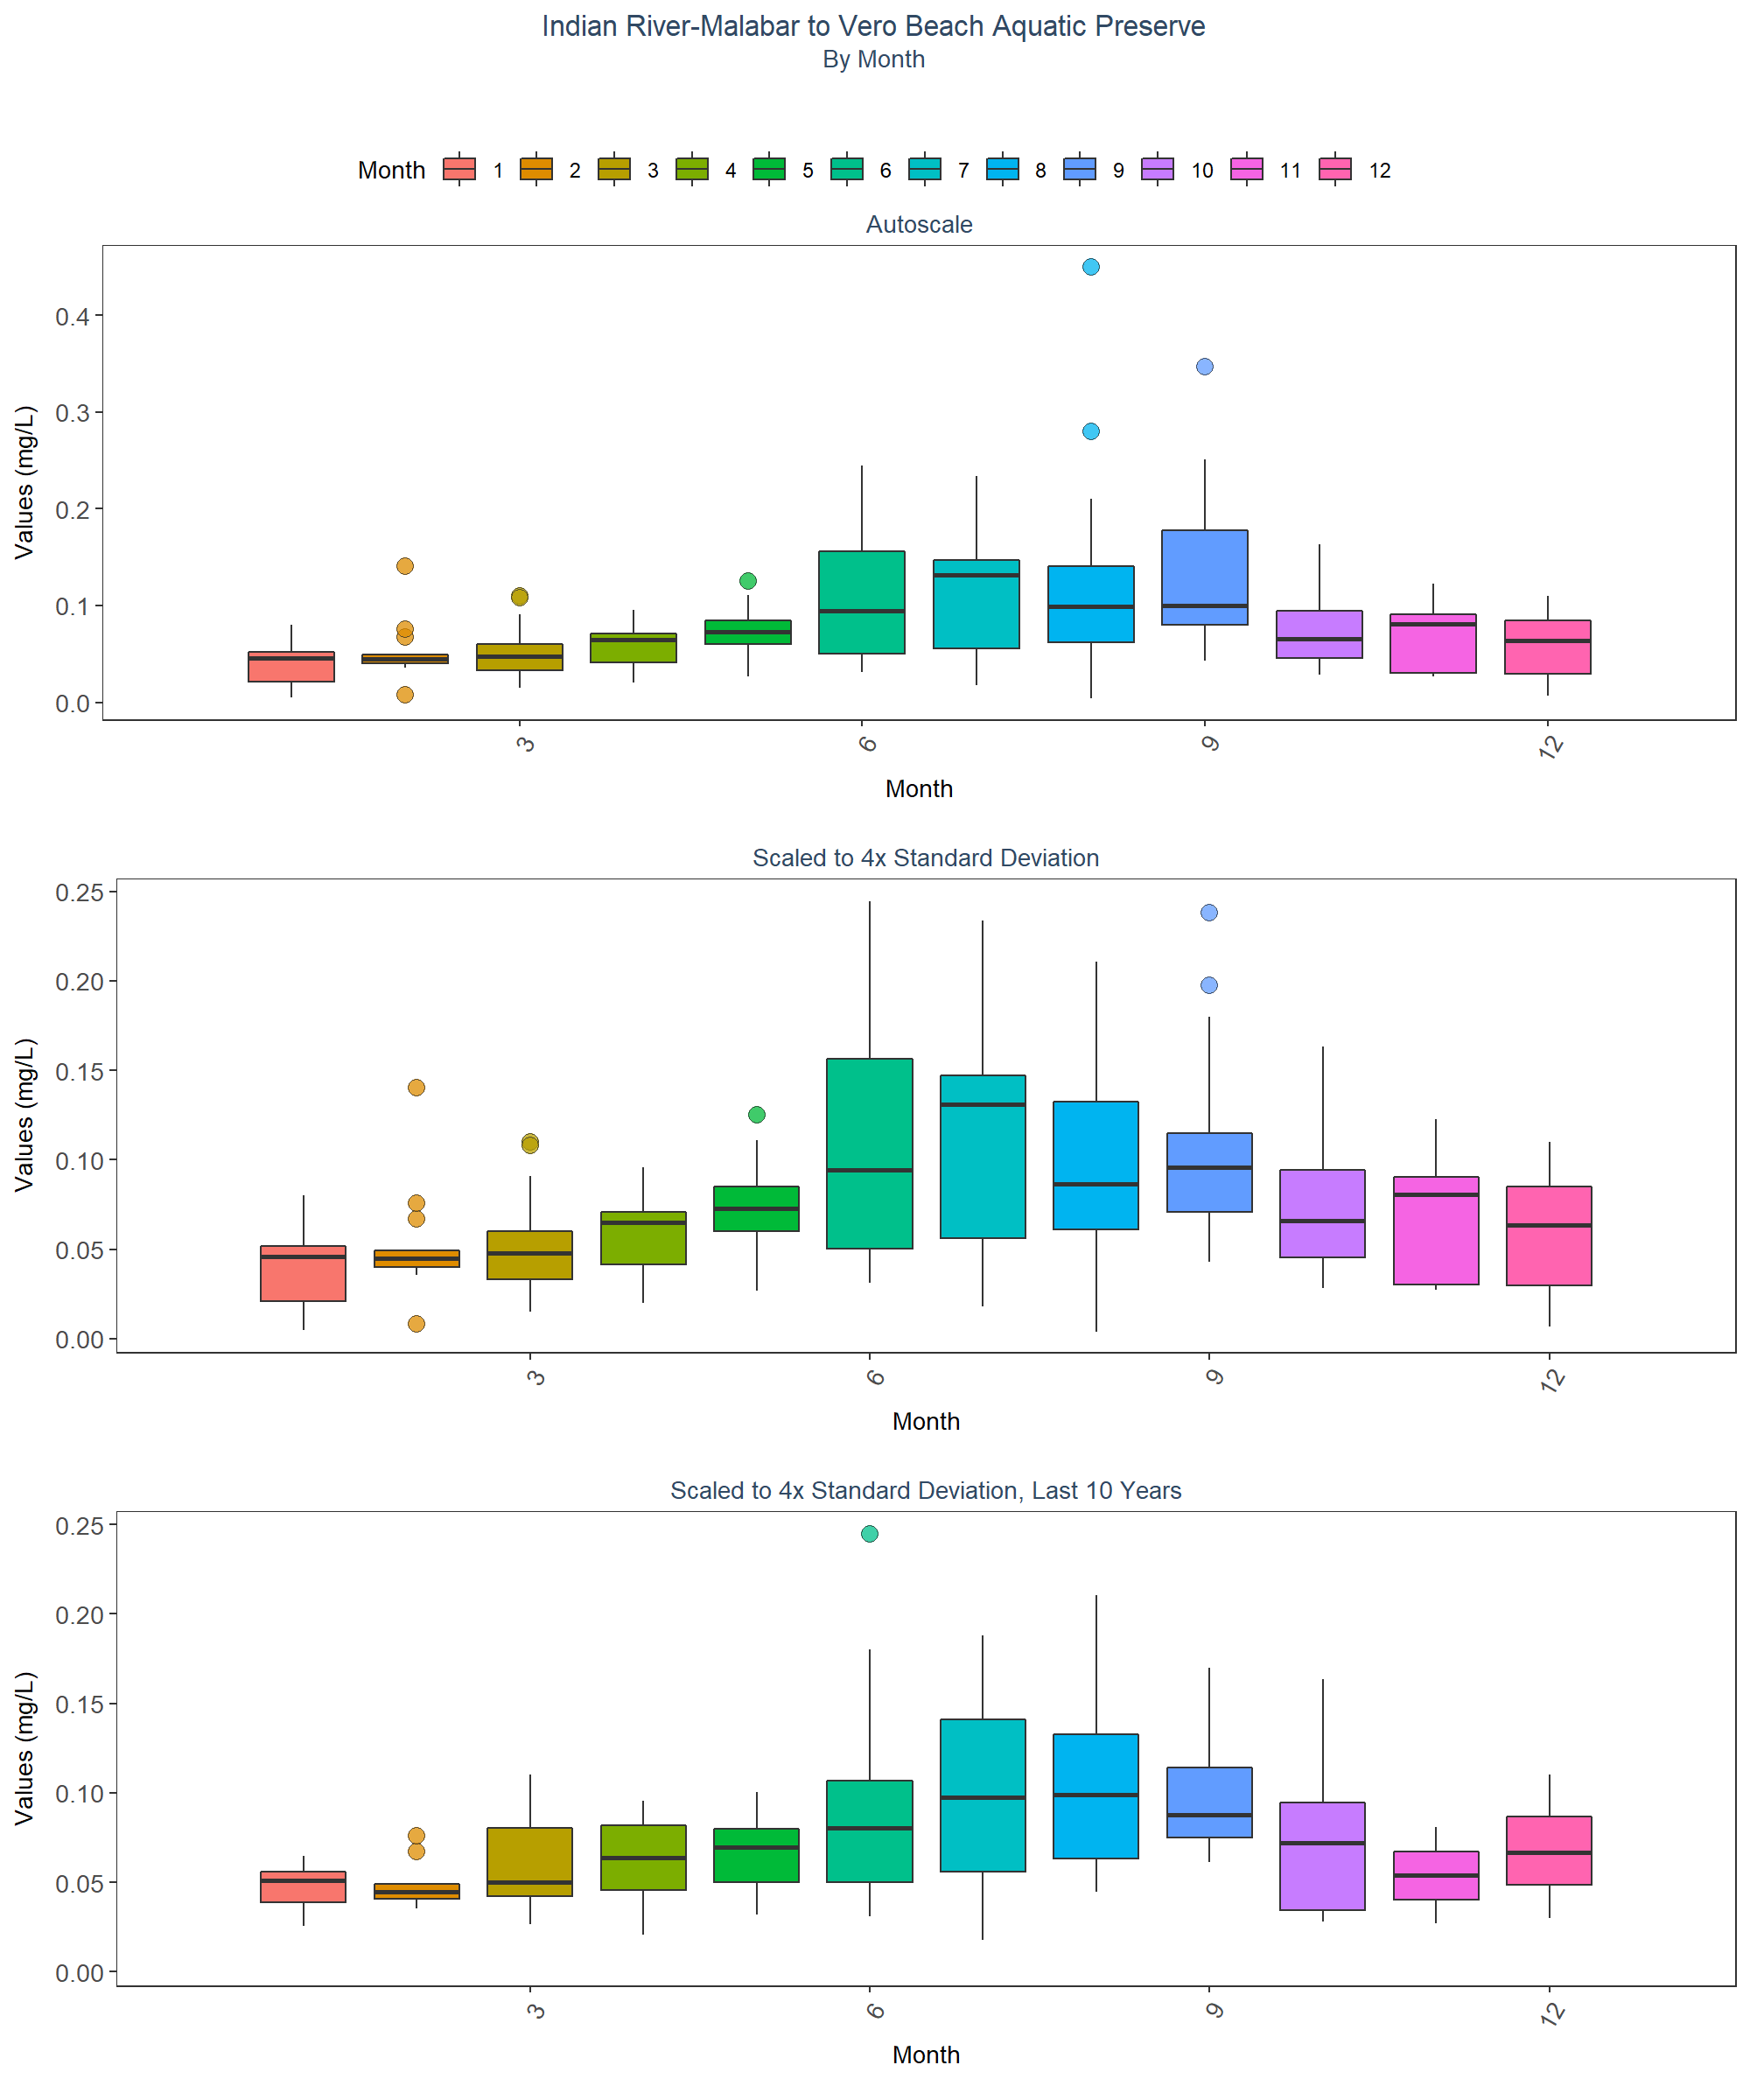 Indian River-Malabar to Vero Beach Aquatic Preserve
By Month
Month 1 2 3 4 5 6 7 8 9 10 11 12
Autoscale
Values (mg/L)
0.4
0.3
0.2
0.1
0.0
3 6 9 12
Month
Scaled to 4x Standard Deviation
Values (mg/L)
0.25
0.20
0.15
0.10
0.05
0.00
3 6 9 12
Month
Scaled to 4x Standard Deviation, Last 10 Years
Values (mg/L)
0.25
0.20
0.15
0.10
0.05
0.00
3 6 9 12
Month